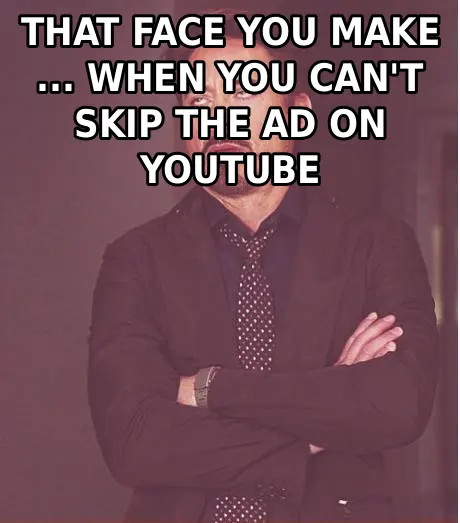 THAT FACE YOU MAKE
... WHEN YOU CAN'T
SKIP THE AD ON
YOUTUBE